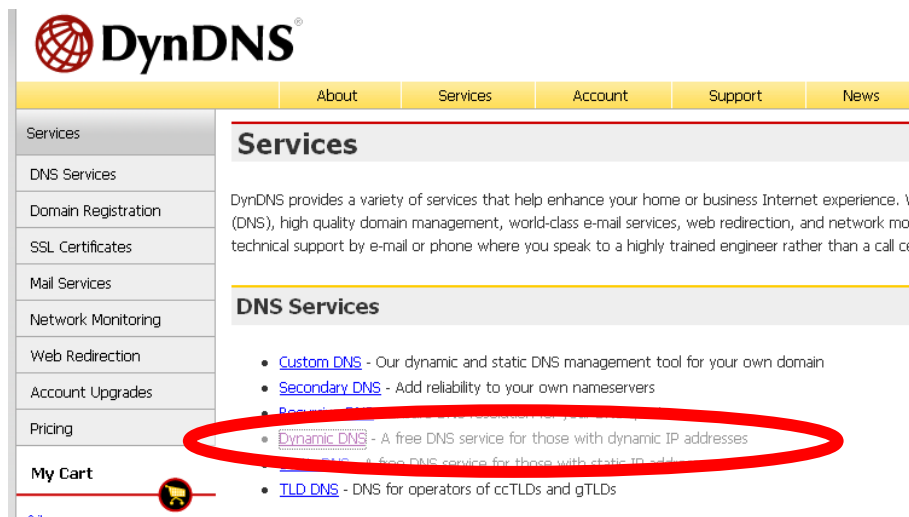 DynDNS®
About Services Account Support News
Services
DNS Services
Domain Registration
SSL Certificates
Mail Services
Network Monitoring
Web Redirection
Account Upgrades
Pricing
My Cart
Services
DynDNS provides a variety of services that help enhance your home or business Internet experience.
(DNS), high quality domain management, world-class e-mail services, web redirection, and network mo
technical support by e-mail or phone where you speak to a highly trained engineer rather than a call ce
DNS Services
• Custom DNS - Our dynamic and static DNS management tool for your own domain
• Secondary DNS - Add reliability to your own nameservers
• Dynamic DNS - A free DNS service for those with dynamic IP addresses
DNS - A free DNS service for those with static IP
• TLD DNS - DNS for operators of ccTLDs and gTLDs